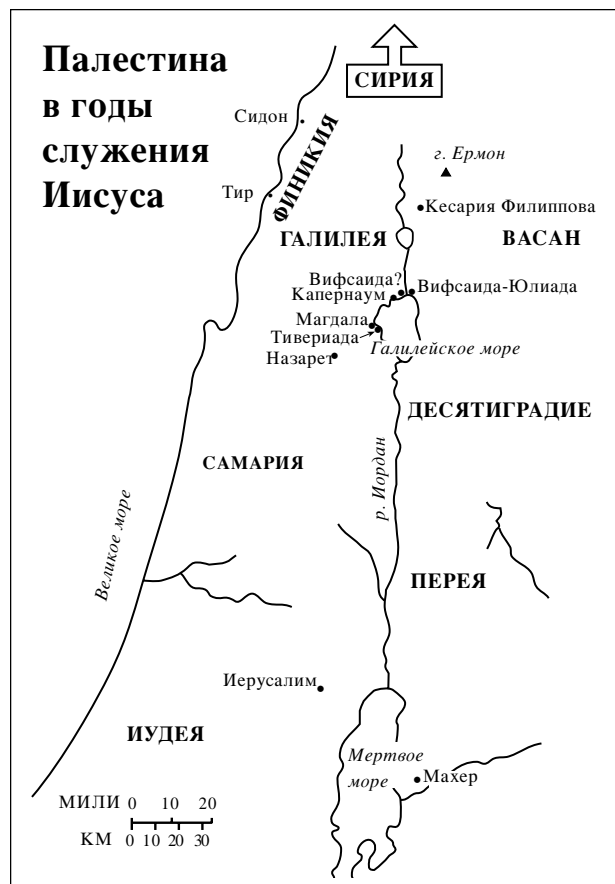 Палестина
в годы
служения
Иисуса
СИРИЯ
Сидон
ФИНИКИЯ
г. Ермон
Тир
Кесария Филиппова
ГАЛИЛЕЯ
ВАСАН
Вифсаида?
Вифсаида-Юлиада
Капернаум
Магдала
Тивериада
Галилейское море
Назарет
ДЕСЯТИГРАДИЕ
САМАРИЯ
р. Иордан
Великое море
ПЕРЕЯ
Иерусалим
ИУДЕЯ
Мертвое
море
Махер
МИЛИ 0 10 20
КМ 0 10 20 30